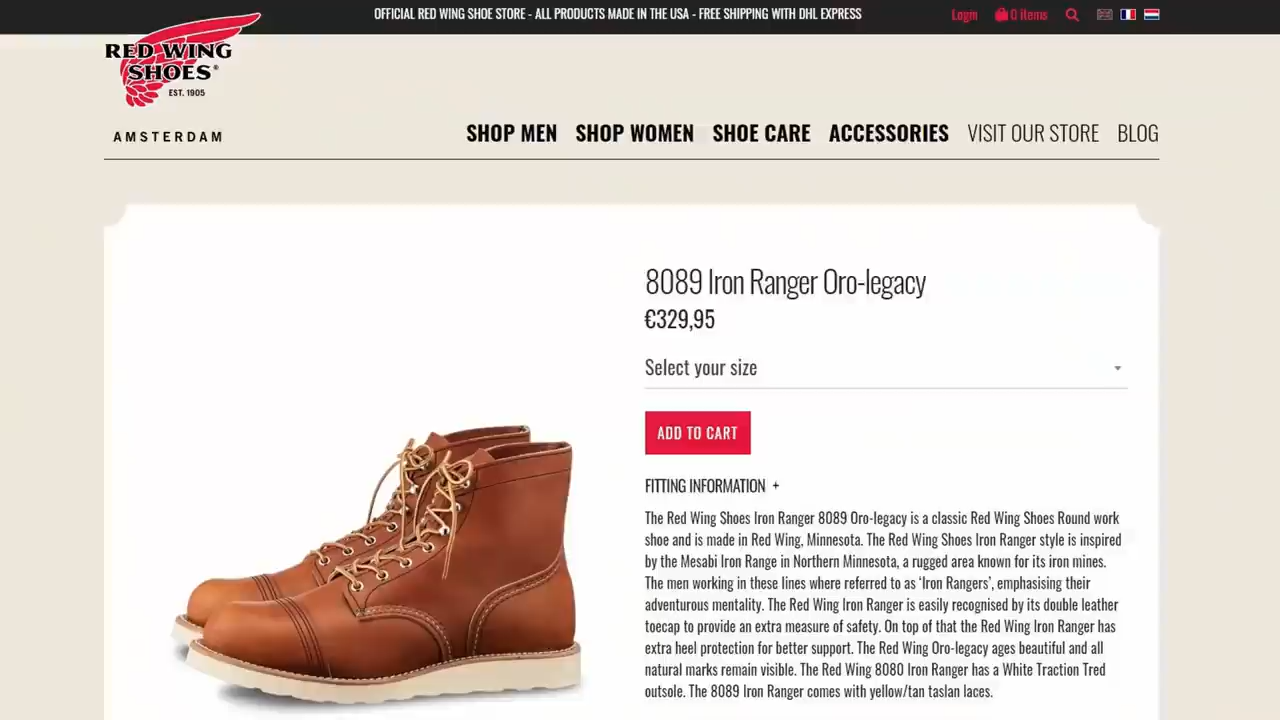 OFFICIAL RED WING SHOE STORE - ALL PRODUCTS MADE IN THE USA - FREE SHIPPING WITH DHL EXPRESS
Login
0 items
RED WING
SHOES®
EST. 1905
AMSTERDAM
SHOP MEN SHOP WOMEN SHOE CARE ACCESSORIES VISIT OUR STORE BLOG
8089 Iron Ranger Oro-legacy
€329,95
Select your size
ADD TO CART
FITTING INFORMATION +
The Red Wing Shoes Iron Ranger 8089 Oro-legacy is a classic Red Wing Shoes Round work
shoe and is made in Red Wing, Minnesota. The Red Wing Shoes Iron Ranger style is inspired
by the Mesabi Iron Range in Northern Minnesota, a rugged area known for its iron mines.
The men working in these lines where referred to as ‘Iron Rangers’, emphasising their
adventurous mentality. The Red Wing Iron Ranger is easily recognised by its double leather
toecap to provide an extra measure of safety. On top of that the Red Wing Iron Ranger has
extra heel protection for better support. The Red Wing Oro-legacy ages beautiful and all
natural marks remain visible. The Red Wing 8080 Iron Ranger has a White Traction Tred
outsole. The 8089 Iron Ranger comes with yellow/tan taslan laces.